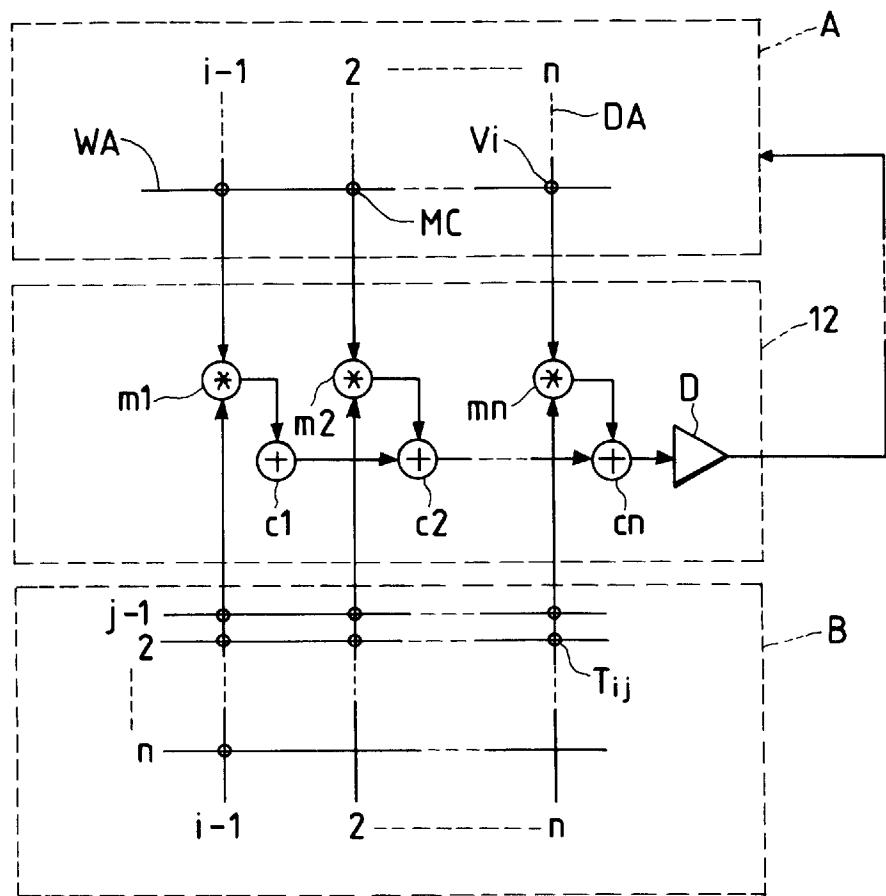 A
i-1 2 n
WA DA
Vi
MC
12
m1 * m2 * mn * D
+ + +
c1 c2 cn
j-1
2 B
Tij
n
i-1 2 n